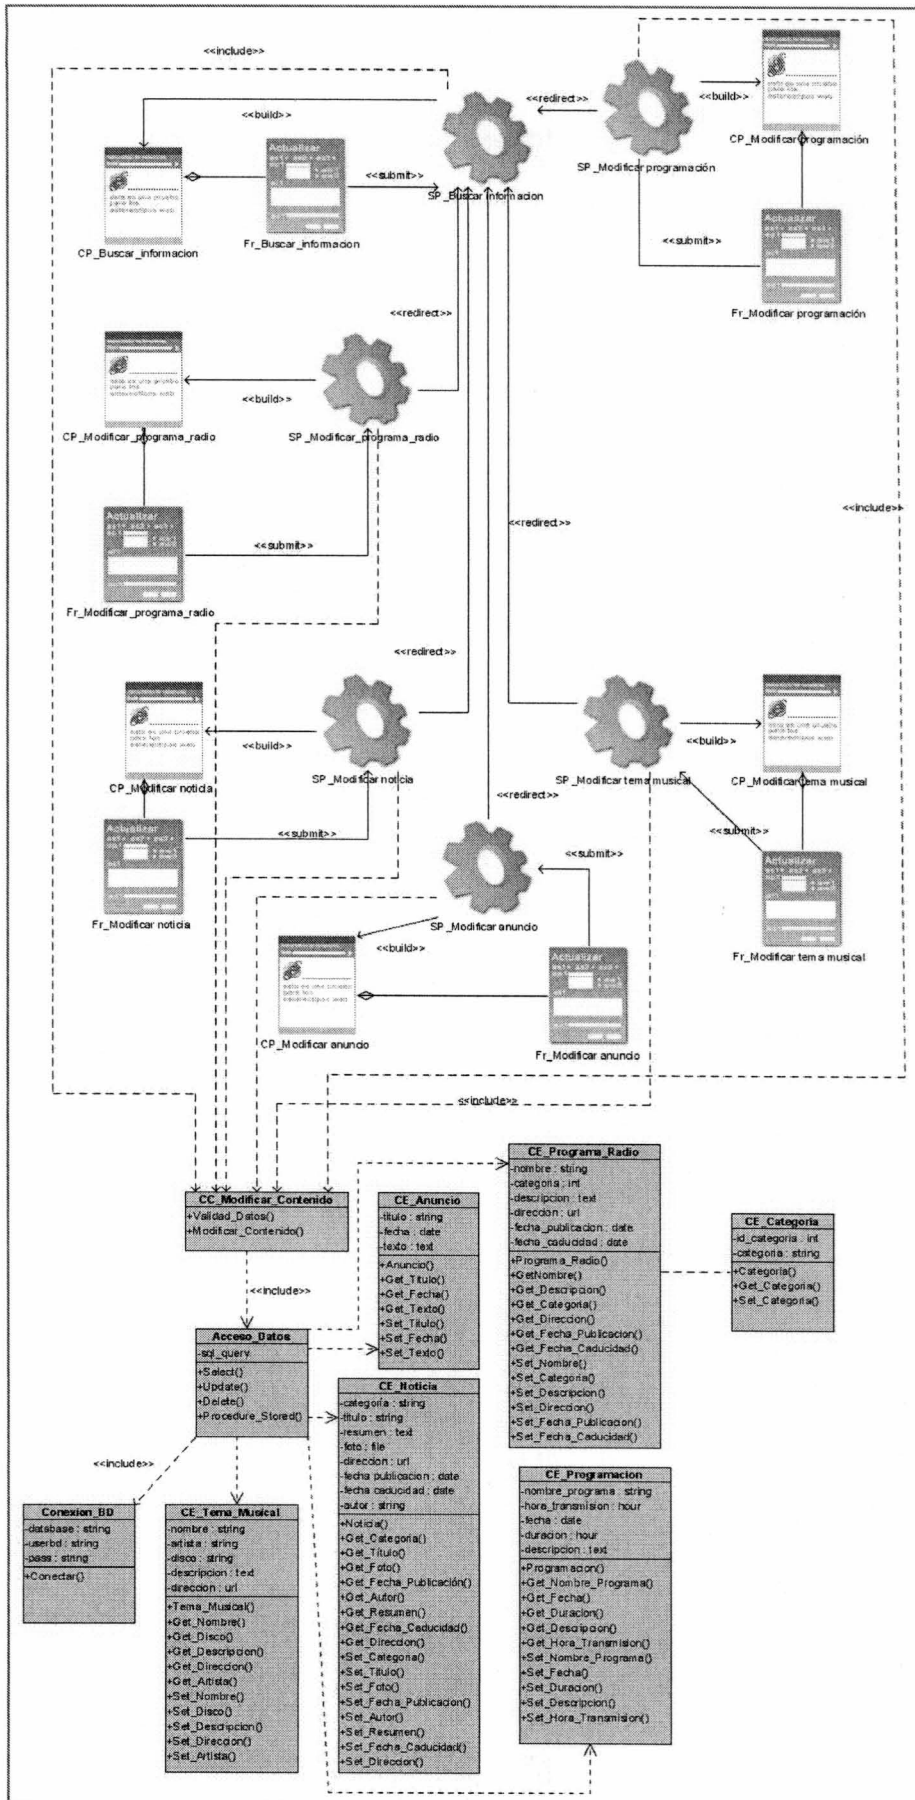 <<include>>
<<redirect>>
<<build>>
CP_Modificar programación
SP_Modificar programación
<<build>>
Actualizar
<<submit>>
SP_Buscar informacion
Fr_Buscar_informacion
CP_Buscar_informacion
<<submit>>
Actualizar
Fr_Modificar programación
<<redirect>>
<<build>>
CP_Modificar_programa_radio
SP_Modificar_programa_radio
<<include>>
Actualizar
<<redirect>>
<<submit>>
Fr_Modificar_programa_radio
<<redirect>>
<<build>>
<<build>>
SP_Modificar noticia
SP_Modificar tema musical
CP_Modificar tema musical
CP_Modificar noticia
<<redirect>>
Actualizar
<<submit>>
<<submit>>
<<submit>>
Actualizar
Fr_Modificar noticia
SP_Modificar anuncio
<<build>>
Fr_Modificar tema musical
Actualizar
CP_Modificar anuncio
Fr_Modificar anuncio
<<include>>
CC_Modificar_Contenido
+Validad_Datos()
+Modificar_Contenido()
CE_Anuncio
-titulo : string
-fecha : date
-texto : text
+Anuncio()
+Get_Titulo()
+Get_Fecha()
+Get_Texto()
+Set_Titulo()
+Set_Fecha()
+Set_Texto()
CE_Programa_Radio
-nombre : string
-categoria : int
-descripcion : text
-direccion : url
-fecha_publicacion : date
-fecha_caducidad : date
+Programa_Radio()
+GetNombre()
+Get_Descripcion()
+Get_Categoria()
+Get_Direccion()
+Get_Fecha_Publicacion()
+Get_Fecha_Caducidad()
+Set_Nombre()
+Set_Categoria()
+Set_Descripcion()
+Set_Direccion()
+Set_Fecha_Publicacion()
+Set_Fecha_Caducidad()
CE_Categoria
-id_categoria : int
-categoria : string
+Categoria()
+Get_Categoria()
+Set_Categoria()
<<include>>
Acceso_Datos
-sql_query
+Select()
+Update()
+Delete()
+Procedure_Stored()
<<include>>
CE_Noticia
-categoria : string
-titulo : string
-resumen : text
-foto : file
-direccion : url
-fecha publicacion : date
-fecha caducidad : date
-autor : string
+Noticia()
+Get_Categoria()
+Get_Título()
+Get_Foto()
+Get_Fecha_Publicación()
+Get_Autor()
+Get_Resumen()
+Get_Fecha_Caducidad()
+Get_Direccion()
+Set_Categoria()
+Set_Titulo()
+Set_Foto()
+Set_Fecha_Publicacion()
+Set_Autor()
+Set_Resumen()
+Set_Fecha_Caducidad()
+Set_Direccion()
CE_Programacion
-nombre_programa : string
-hora_transmision : hour
-fecha : date
-duracion : hour
-descripcion : text
+Programacion()
+Get_Nombre_Programa()
+Get_Fecha()
+Get_Duracion()
+Get_Descripcion()
+Get_Hora_Transmision()
+Set_Nombre_Programa()
+Set_Fecha()
+Set_Duracion()
+Set_Descripcion()
+Set_Hora_Transmision()
Conexion_BD
-database : string
-userbd : string
-pass : string
+Conectar()
CE_Tema_Musical
-nombre : string
-artista : string
-disco : string
-descripcion : text
-direccion : url
+Tema_Musical()
+Get_Nombre()
+Get_Disco()
+Get_Descripcion()
+Get_Direccion()
+Get_Artista()
+Set_Nombre()
+Set_Disco()
+Set_Descripcion()
+Set_Direccion()
+Set_Artista()